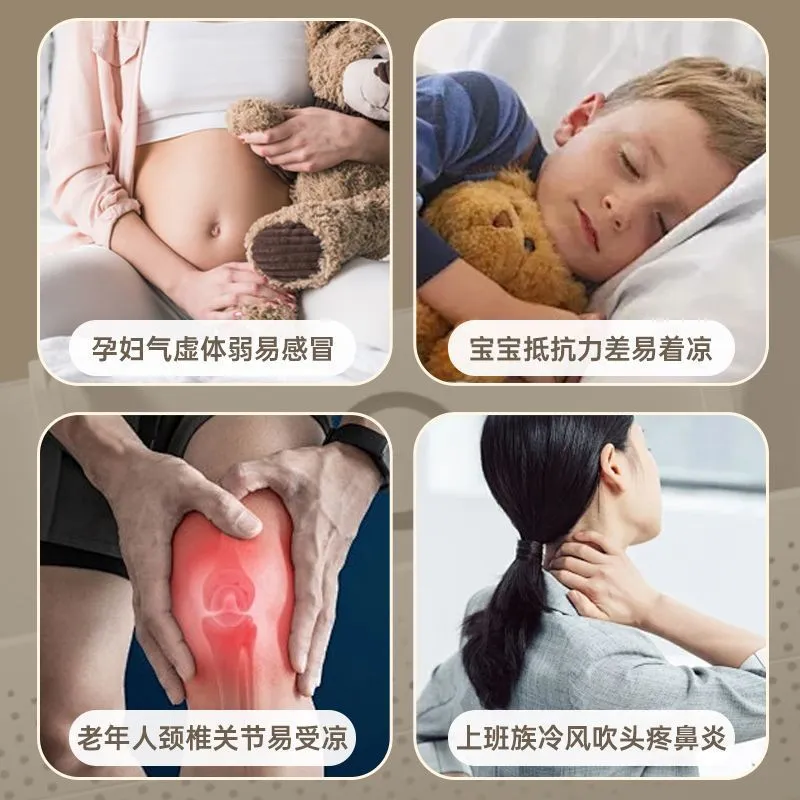 孕妇气虚体弱易感冒
宝宝抵抗力差易着凉
老年人颈椎关节易受凉
上班族冷风吹头疼鼻炎